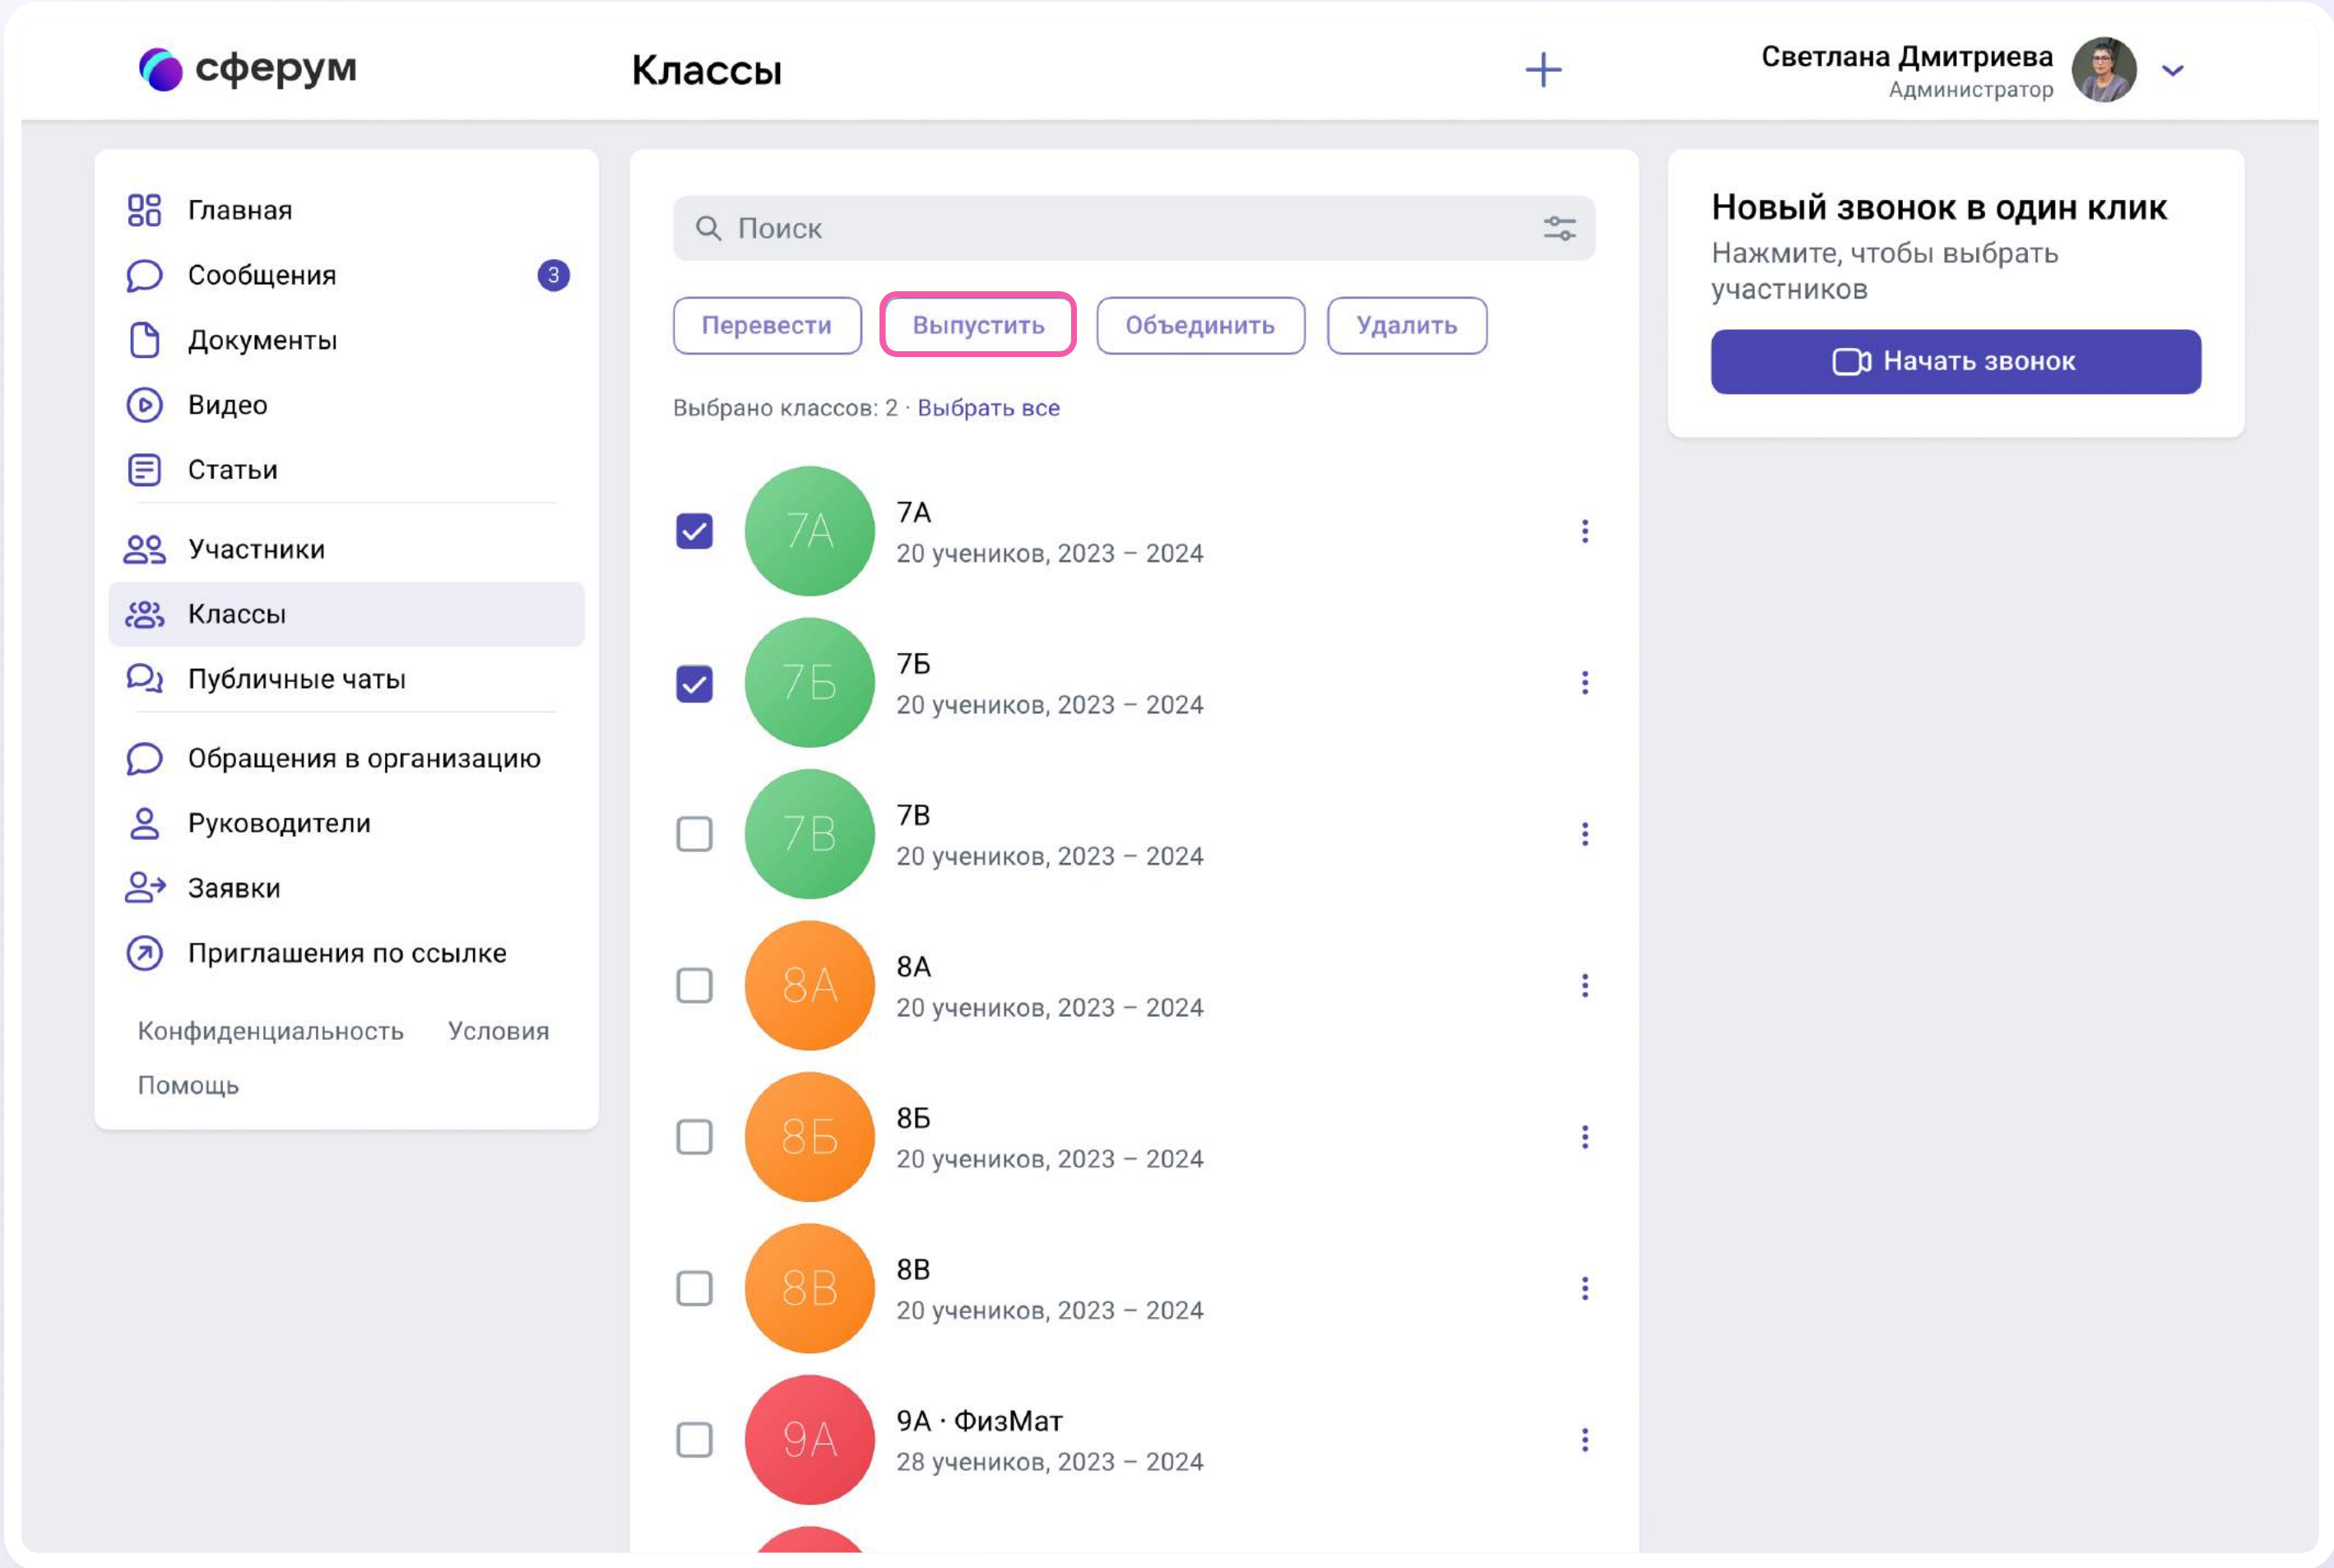 сферум
Классы
Светлана Дмитриева
Администратор
Главная
Сообщения
3
Документы
Видео
Статьи
Участники
Классы
Публичные чаты
Обращения в организацию
Руководители
Заявки
Приглашения по ссылке
Конфиденциальность Условия
Помощь
Поиск
Перевести Выпустить Объединить Удалить
Выбрано классов: 2 · Выбрать все
7А
7А
20 учеников, 2023 – 2024
7Б
7Б
20 учеников, 2023 – 2024
7В
7В
20 учеников, 2023 – 2024
8А
8А
20 учеников, 2023 – 2024
8Б
8Б
20 учеников, 2023 – 2024
8В
8В
20 учеников, 2023 – 2024
9А
9А · ФизМат
28 учеников, 2023 – 2024
Новый звонок в один клик
Нажмите, чтобы выбрать
участников
Начать звонок